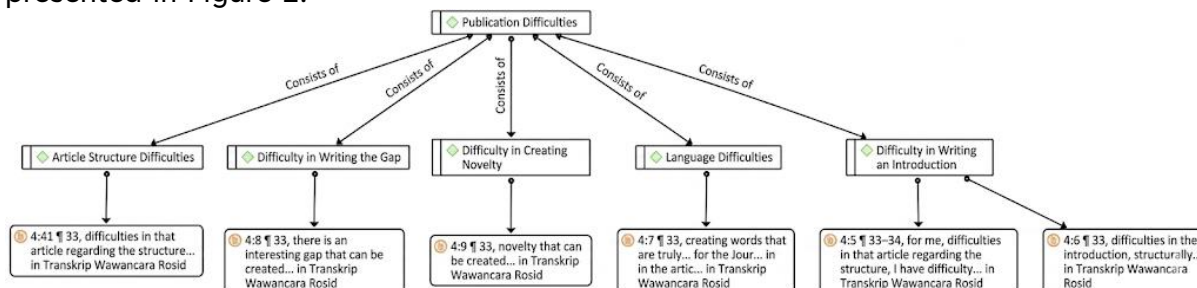 presented in Figure 2.
Publication Difficulties
Consists of
Consists of
Consists of
Consists of
Consists of
Article Structure Difficulties
Difficulty in Writing the Gap
Difficulty in Creating
Novelty
Language Difficulties
Difficulty in Writing
an Introduction
4:41 ¶ 33, difficulties in that
article regarding the structure...
in Transkrip Wawancara Rosid
4:8 ¶ 33, there is an
interesting gap that can be
created... in Transkrip
Wawancara Rosid
4:9 ¶ 33, novelty that can
be created... in Transkrip
Wawancara Rosid
4:7 ¶ 33, creating words that
are truly... for the Jour... in
in the artic... in Transkrip
Wawancara Rosid
4:5 ¶ 33–34, for me, difficulties
in that article regarding the
structure, I have difficulty... in
Transkrip Wawancara Rosid
4:6 ¶ 33, difficulties in the
introduction, structurally...
in Transkrip Wawancara
Rosid